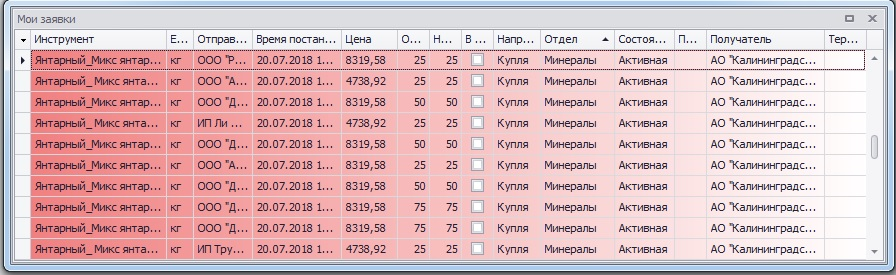 Мои заявки
Инструмент Е... Отправ... Время постан... Цена О... Н... В ... Напр... Отдел Состоя... П... Получатель Тер...
Янтарный_Микс янтар... кг ООО "Р... 20.07.2018 1... 8319,58 25 25 Купля Минералы Активная АО "Калининградс...
Янтарный_ Микс янта... кг ООО "А... 20.07.2018 1... 4738,92 25 25 Купля Минералы Активная АО "Калининградс...
Янтарный_Микс янтар... кг ООО "Д... 20.07.2018 1... 8319,58 50 50 Купля Минералы Активная АО "Калининградс...
Янтарный_ Микс янта... кг ИП Ли ... 20.07.2018 1... 4738,92 25 25 Купля Минералы Активная АО "Калининградс...
Янтарный_Микс янтар... кг ООО "Д... 20.07.2018 1... 8319,58 50 50 Купля Минералы Активная АО "Калининградс...
Янтарный_Микс янтар... кг ООО "А... 20.07.2018 1... 8319,58 25 25 Купля Минералы Активная АО "Калининградс...
Янтарный_Микс янтар... кг ООО "Д... 20.07.2018 1... 8319,58 50 50 Купля Минералы Активная АО "Калининградс...
Янтарный_Микс янтар... кг ООО "Д... 20.07.2018 1... 8319,58 75 75 Купля Минералы Активная АО "Калининградс...
Янтарный_Микс янтар... кг ООО "Д... 20.07.2018 1... 8319,58 75 75 Купля Минералы Активная АО "Калининградс...
Янтарный_ Микс янта... кг ИП Тру... 20.07.2018 1... 4738,92 25 25 Купля Минералы Активная АО "Калининградс...